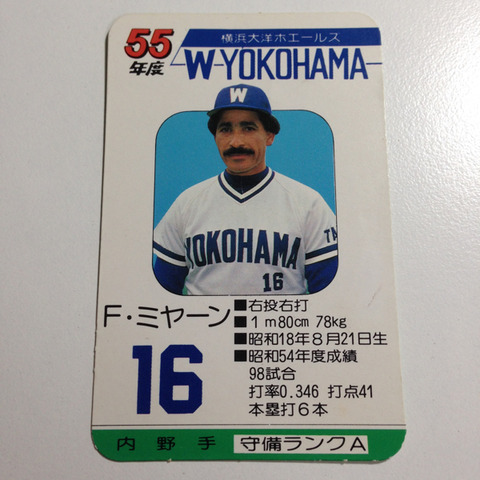 55
年度
横浜大洋ホエールス
W-YOKOHAMA
W
YOKOHAMA
TA
16
F・ミヤーン
16
■右投右打
■1m80cm 78kg
■昭和18年8月21日生
■昭和54年度成績
98試合
打率0.346 打点41
本塁打6本
内野手 守備ランクA